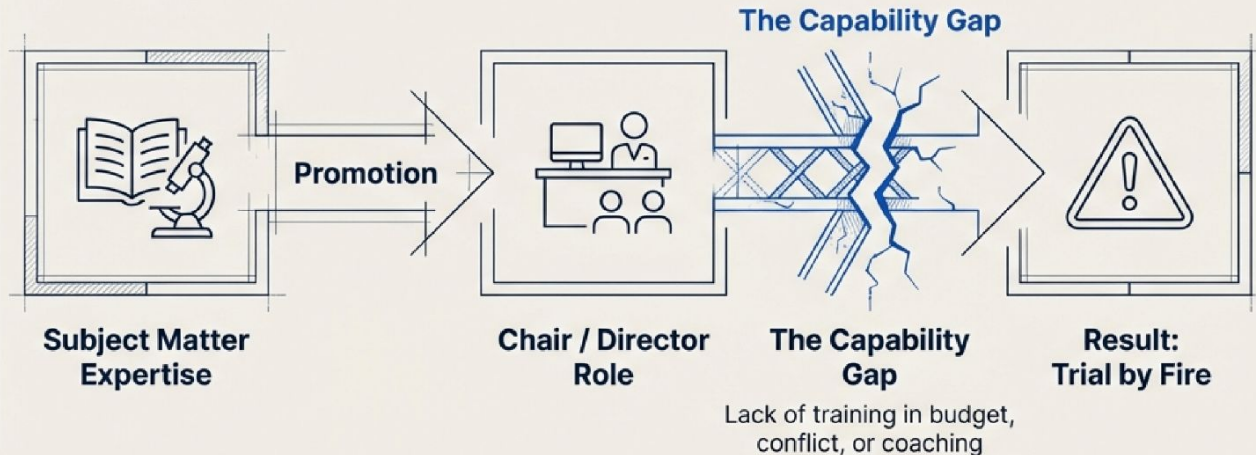 The Capability Gap
Promotion
Subject Matter
Expertise
Chair / Director
Role
The Capability
Gap
Lack of training in budget,
conflict, or coaching
Result:
Trial by Fire